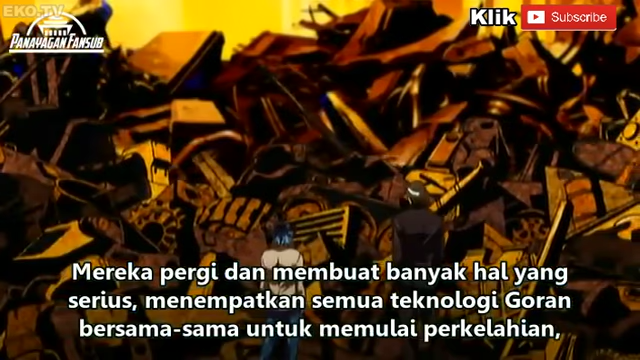 EKO.TV
PANAYAGAN FANSUB
Klik Subscribe
Mereka pergi dan membuat banyak hal yang
serius, menempatkan semua teknologi Goran
bersama-sama untuk memulai perkelahian,